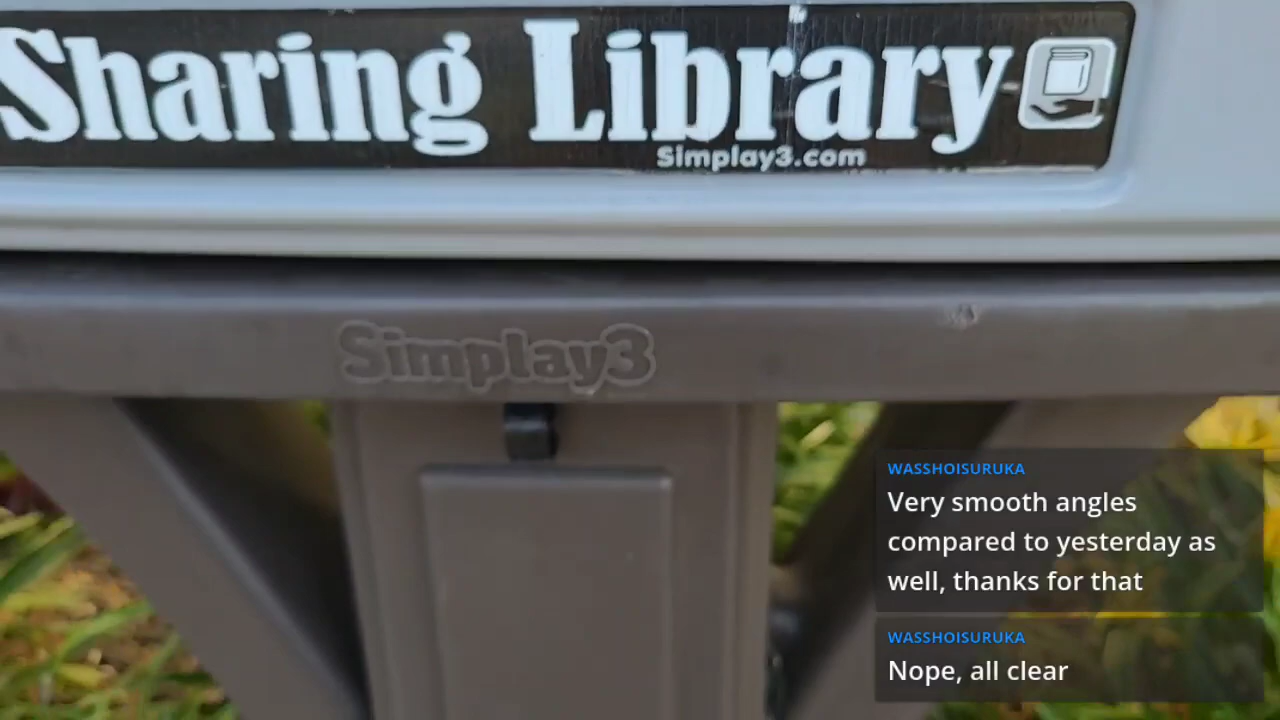 Sharing Library
Simplay3.com
Simplay3
WASSHOISURUKA
Very smooth angles
compared to yesterday as
well, thanks for that
WASSHOISURUKA
Nope, all clear